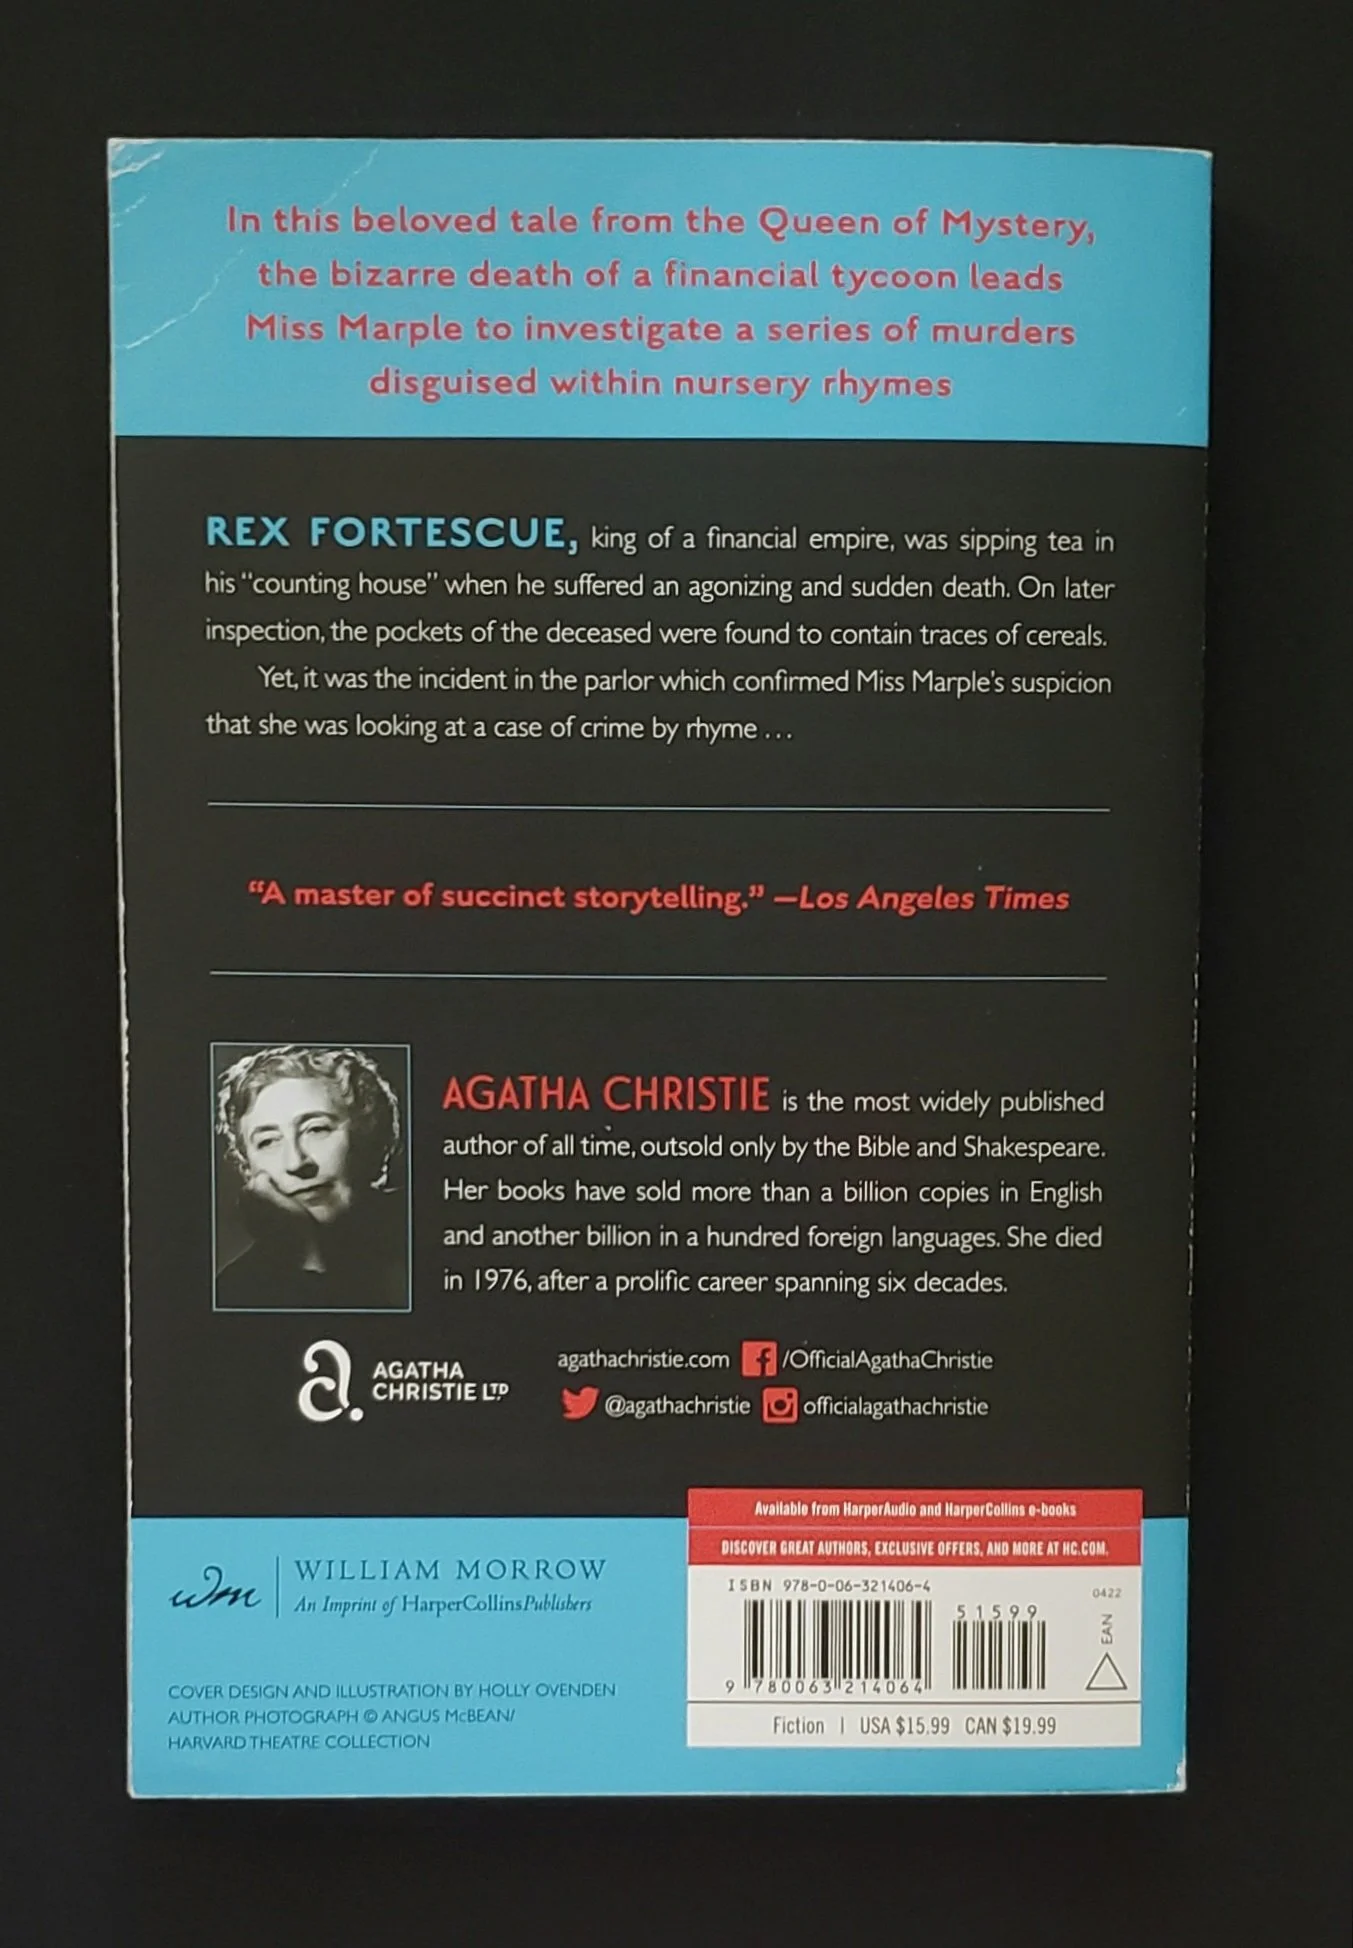 In this beloved tale from the Queen of Mystery,
the bizarre death of a financial tycoon leads
Miss Marple to investigate a series of murders
disguised within nursery rhymes
REX FORTESCUE, king of a financial empire, was sipping tea in
his “counting house” when he suffered an agonizing and sudden death. On later
inspection, the pockets of the deceased were found to contain traces of cereals.
Yet, it was the incident in the parlor which confirmed Miss Marple’s suspicion
that she was looking at a case of crime by rhyme . . .
“A master of succinct storytelling.” —Los Angeles Times
AGATHA CHRISTIE is the most widely published
author of all time, outsold only by the Bible and Shakespeare.
Her books have sold more than a billion copies in English
and another billion in a hundred foreign languages. She died
in 1976, after a prolific career spanning six decades.
a.
AGATHA
CHRISTIE LTD
agathachristie.com f /OfficialAgathaChristie
@agathachristie officialagathachristie
wm
WILLIAM MORROW
An Imprint of HarperCollinsPublishers
COVER DESIGN AND ILLUSTRATION BY HOLLY OVENDEN
AUTHOR PHOTOGRAPH © ANGUS McBEAN/
HARVARD THEATRE COLLECTION
Available from HarperAudio and HarperCollins e-books
DISCOVER GREAT AUTHORS, EXCLUSIVE OFFERS, AND MORE AT HC.COM.
ISBN 978-0-06-321406-4
51599
0422
EAN
9 780063 214064
Fiction | USA $15.99 CAN $19.99